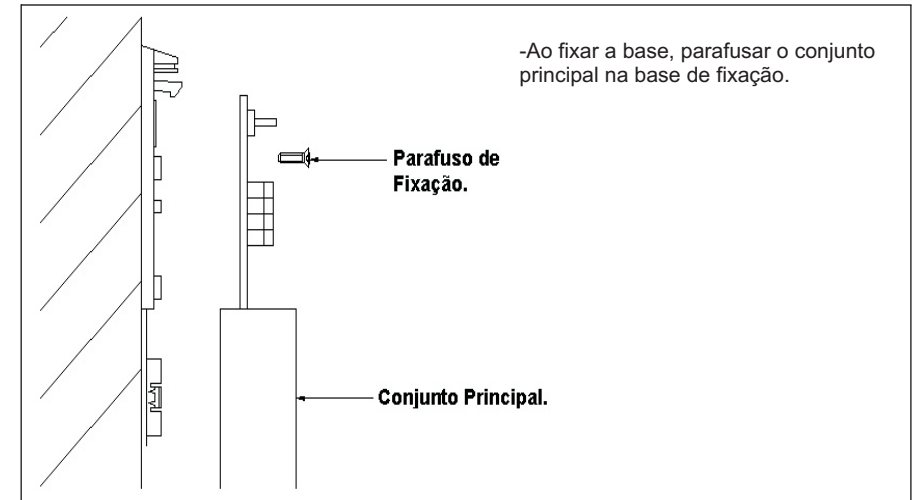 -Ao fixar a base, parafusar o conjunto
principal na base de fixação.
Parafuso de
Fixação.
Conjunto Principal.